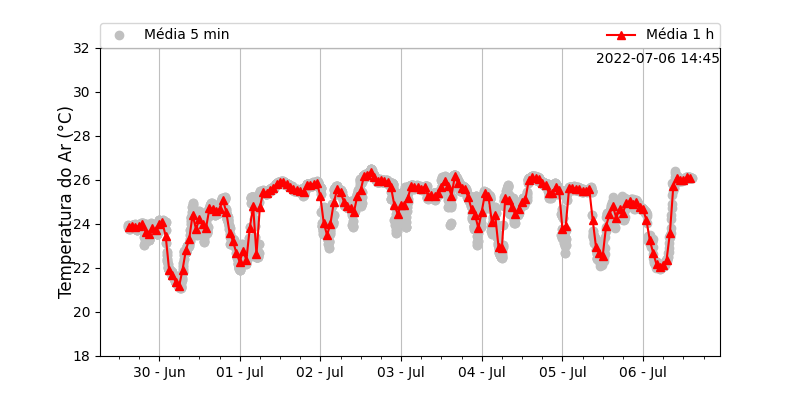 Média 5 min
Média 1 h
2022-07-06 14:45
Temperatura do Ar (°C)
32
30
28
26
24
22
20
18
30 - Jun
01 - Jul
02 - Jul
03 - Jul
04 - Jul
05 - Jul
06 - Jul